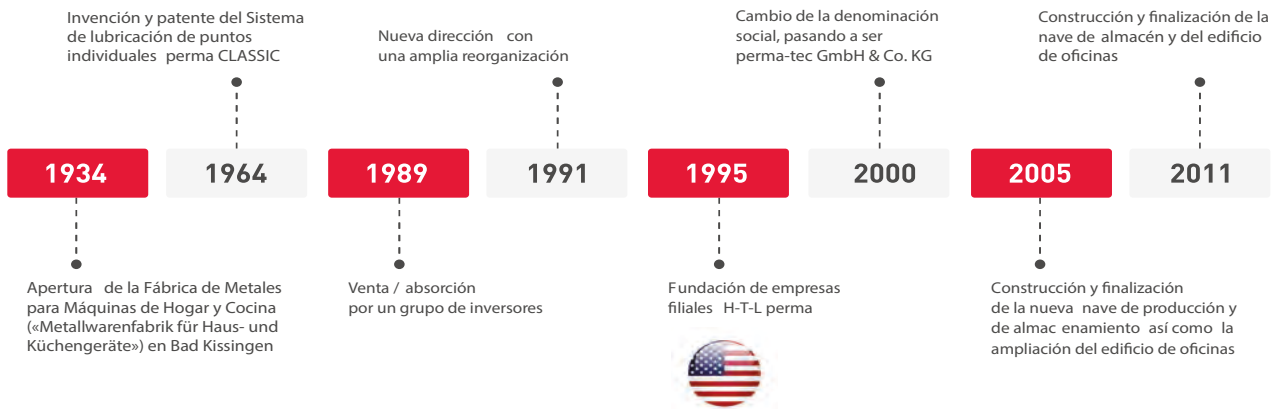 Invención y patente del Sistema
de lubricación de puntos
individuales perma CLASSIC
Nueva dirección con
una amplia reorganización
Cambio de la denominación
social, pasando a ser
perma-tec GmbH & Co. KG
Construcción y finalización de la
nave de almacén y del edificio
de oficinas
1934
1964
1989
1991
1995
2000
2005
2011
Apertura de la Fábrica de Metales
para Máquinas de Hogar y Cocina
(«Metallwarenfabrik für Haus- und
Küchengeräte») en Bad Kissingen
Venta / absorción
por un grupo de inversores
Fundación de empresas
filiales H-T-L perma
Construcción y finalización
de la nueva nave de producción y
de almac enamiento así como la
ampliación del edificio de oficinas